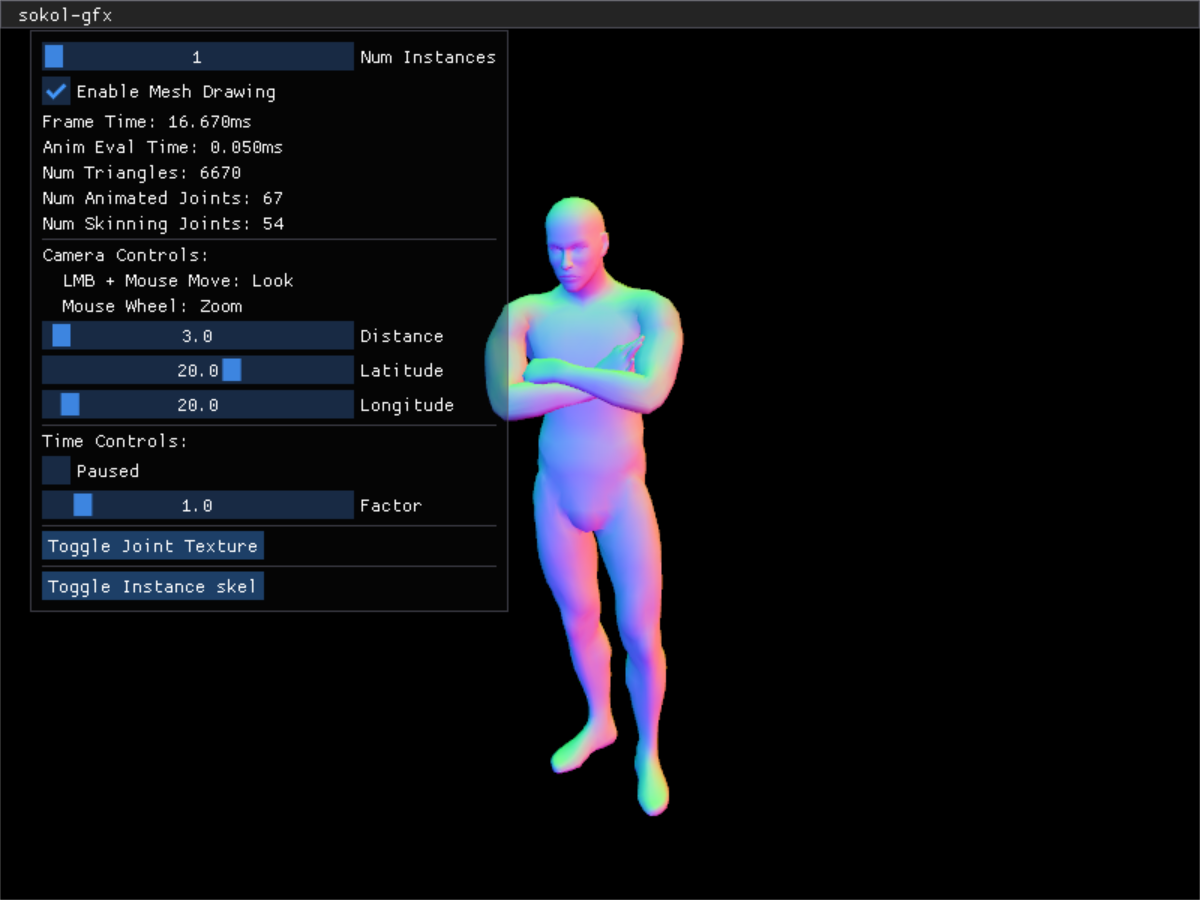 sokol-gfx
1 Num Instances
Enable Mesh Drawing
Frame Time: 16.670ms
Anim Eval Time: 0.050ms
Num Triangles: 6670
Num Animated Joints: 67
Num Skinning Joints: 54
Camera Controls:
LMB + Mouse Move: Look
Mouse Wheel: Zoom
3.0 Distance
20.0 Latitude
20.0 Longitude
Time Controls:
Paused
1.0 Factor
Toggle Joint Texture
Toggle Instance skel